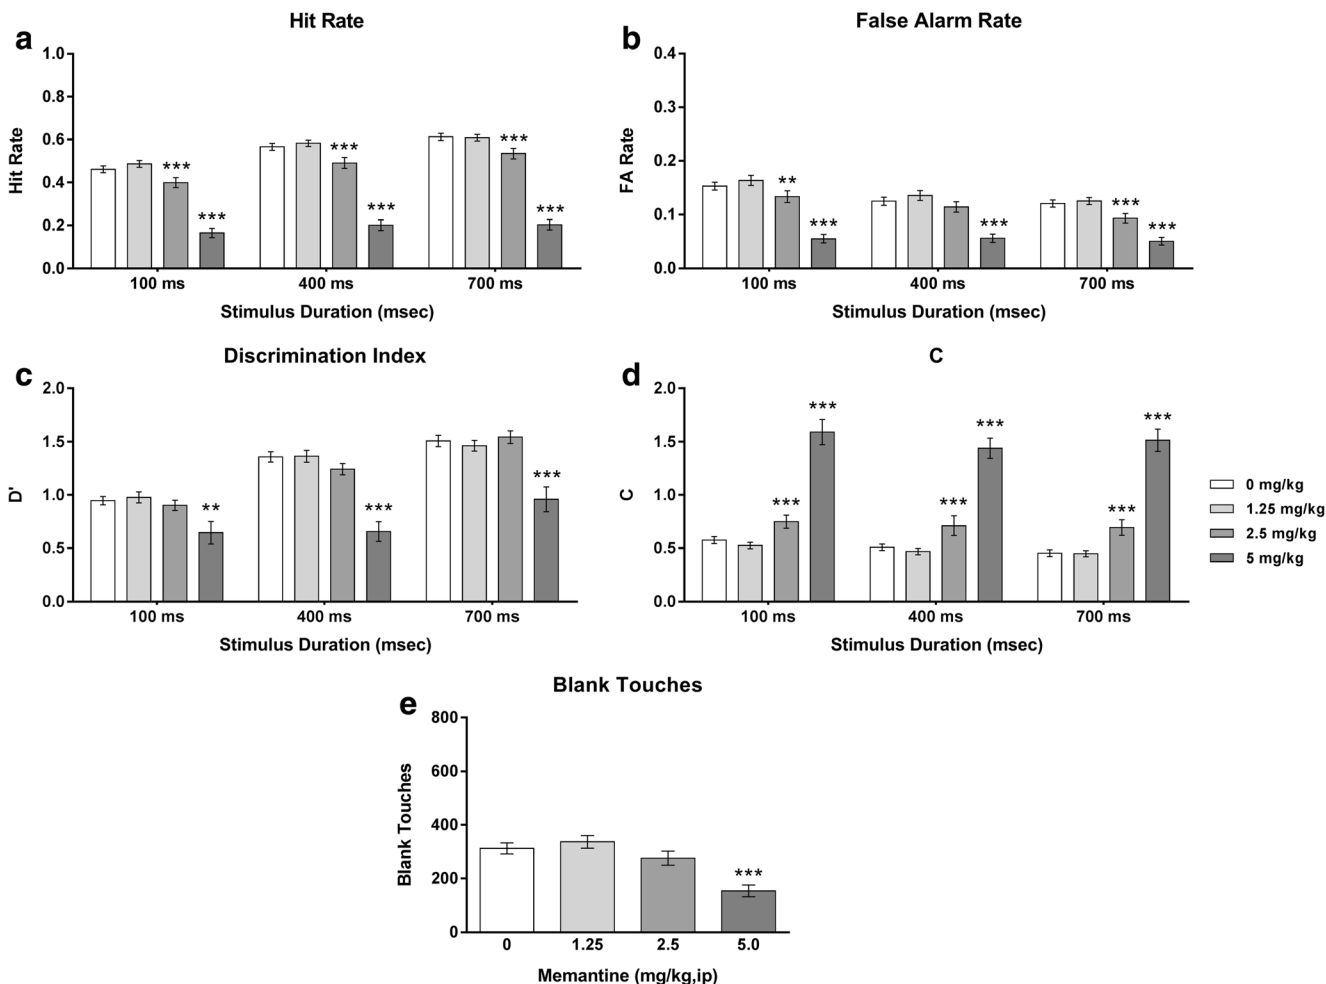 a
Hit Rate
Hit Rate
1.0
0.8
0.6
0.4
0.2
0.0
***
***
***
***
***
***
100 ms
400 ms
700 ms
Stimulus Duration (msec)
b
False Alarm Rate
FA Rate
0.4
0.3
0.2
0.1
0.0
**
***
***
***
***
100 ms
400 ms
700 ms
Stimulus Duration (msec)
c
Discrimination Index
D'
2.0
1.5
1.0
0.5
0.0
**
***
***
100 ms
400 ms
700 ms
Stimulus Duration (msec)
d
C
C
2.0
1.5
1.0
0.5
0.0
***
***
***
***
***
***
100 ms
400 ms
700 ms
Stimulus Duration (msec)
0 mg/kg
1.25 mg/kg
2.5 mg/kg
5 mg/kg
e
Blank Touches
Blank Touches
800
600
400
200
0
***
0
1.25
2.5
5.0
Memantine (mg/kg,ip)